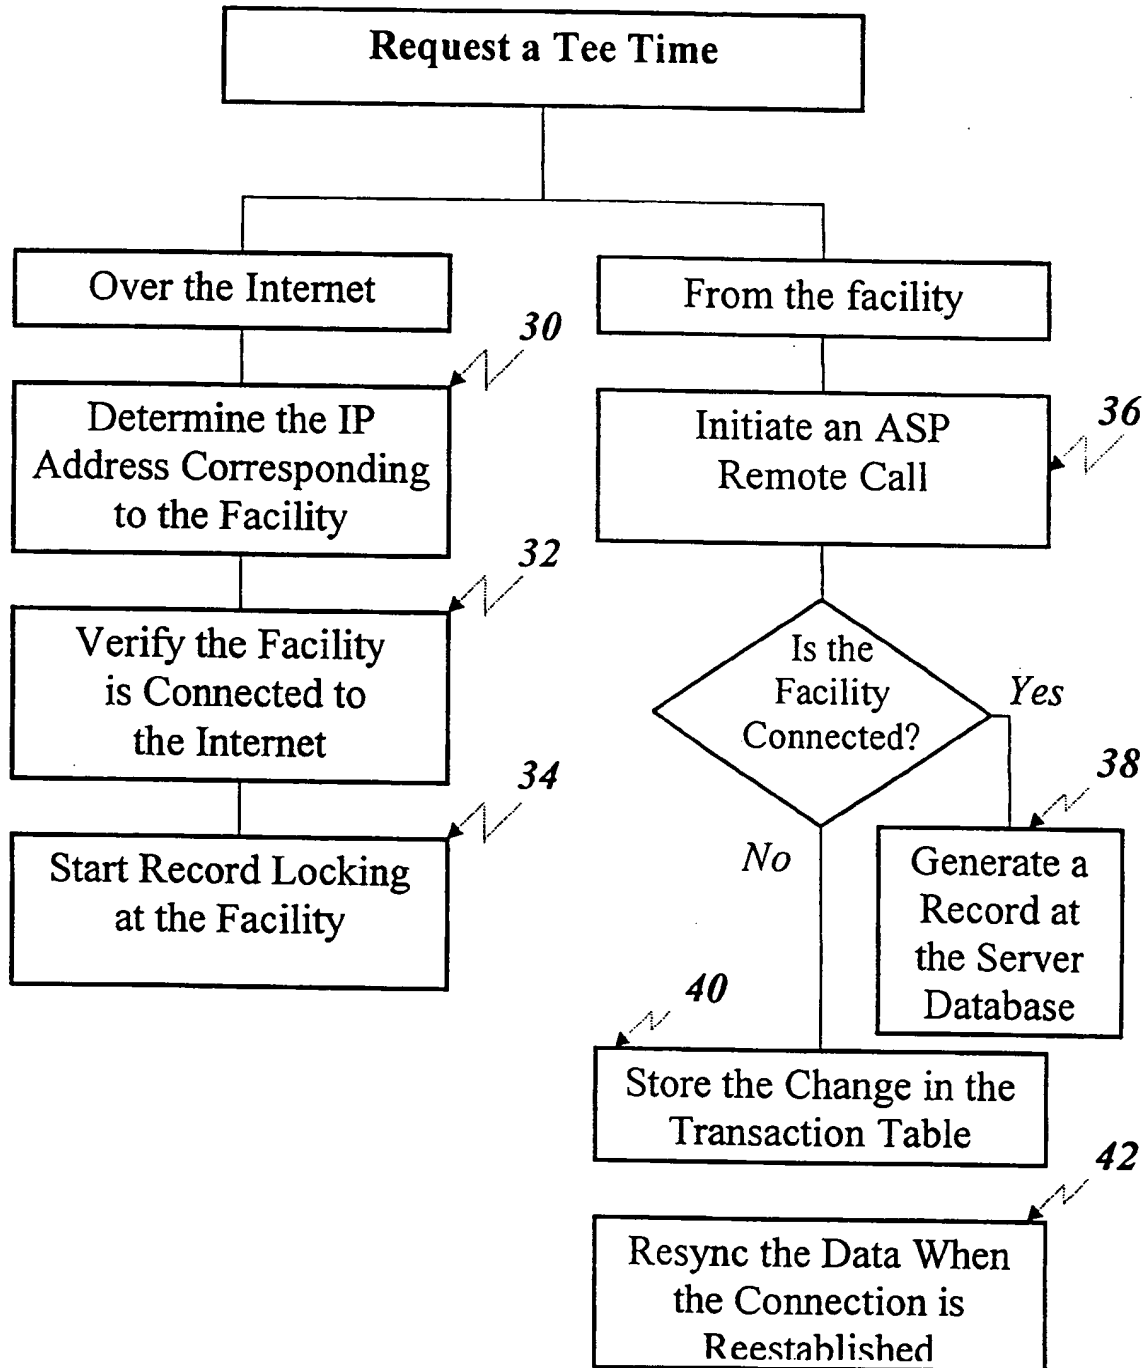 Request a Tee Time
Over the Internet
30
Determine the IP
Address Corresponding
to the Facility
32
Verify the Facility
is Connected to
the Internet
34
Start Record Locking
at the Facility
From the facility
Initiate an ASP
Remote Call
36
Is the
Facility
Connected?
Yes
38
Generate a
Record at
the Server
Database
No
40
Store the Change in the
Transaction Table
42
Resync the Data When
the Connection is
Reestablished